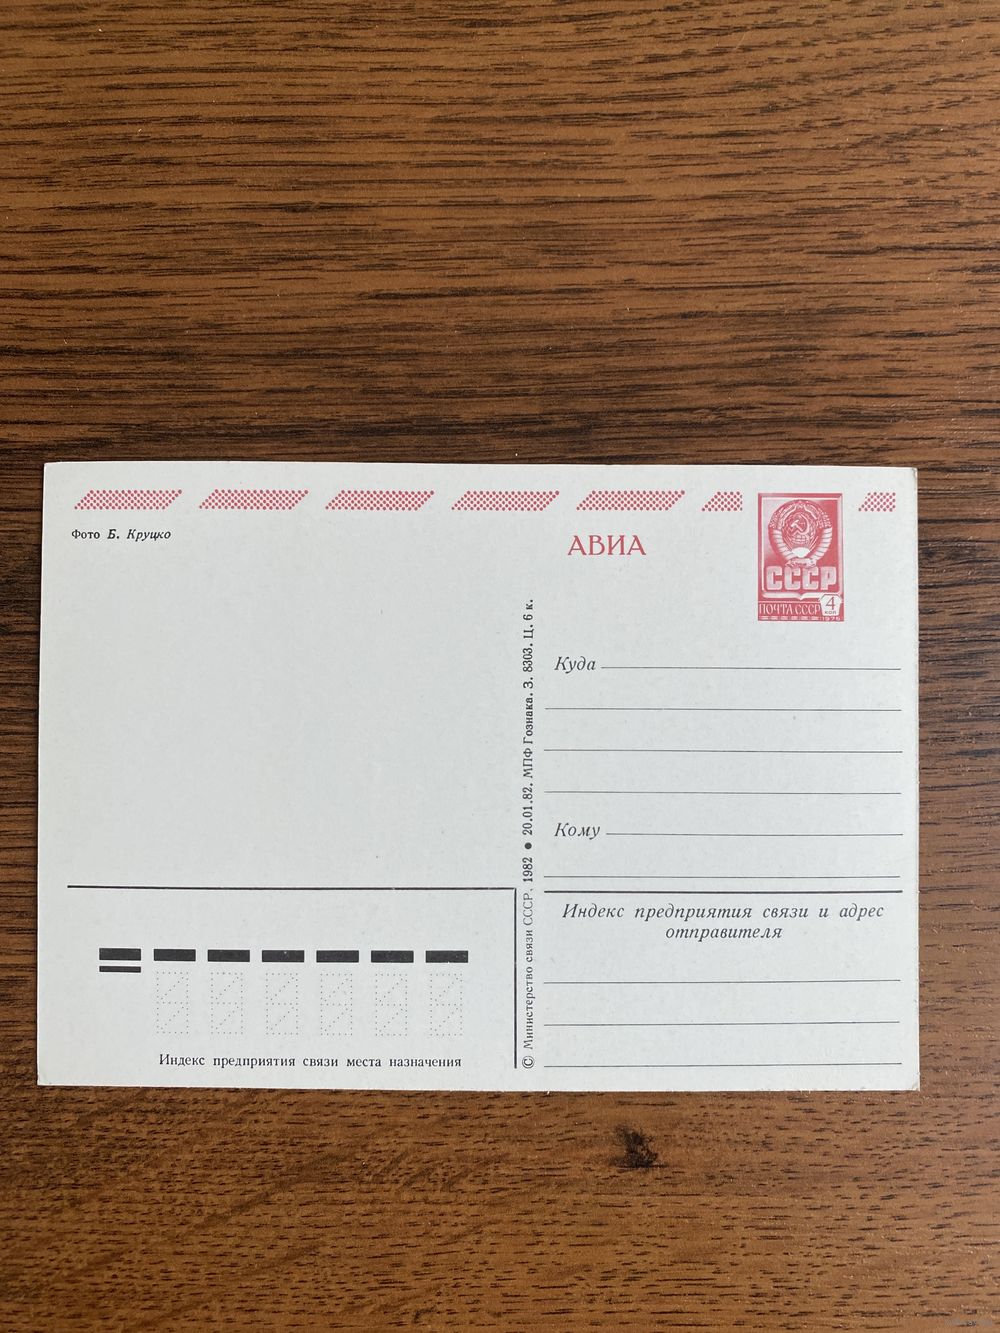 Фото Б. Круцко
АВИА
СССР
ПОЧТА СССР
4
КОП
1976
Куда
Кому
Индекс предприятия связи и адрес
отправителя
© Министерство связи СССР, 1982 ● 20.01.82. МПФ Гознака. З. 8303. Ц. 6 к.
Индекс предприятия связи места назначения